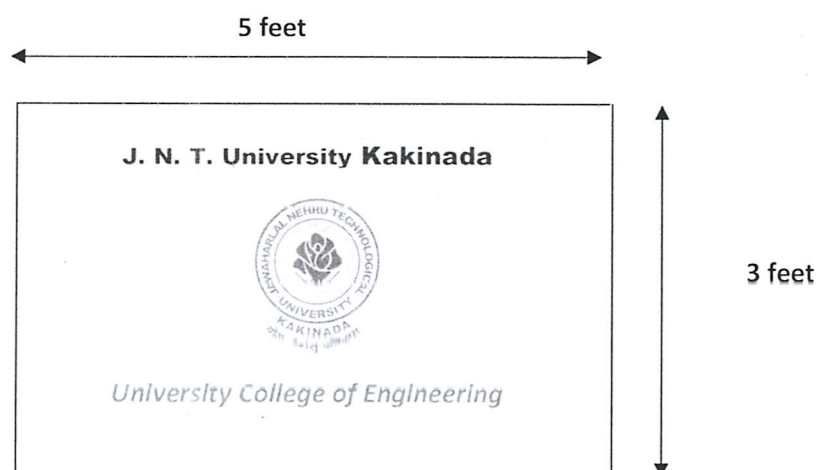 5 feet
J. N. T. University Kakinada
JAWAHARLAL NEHRU TECHNOLOGICAL UNIVERSITY
KAKINADA
University College of Engineering
3 feet